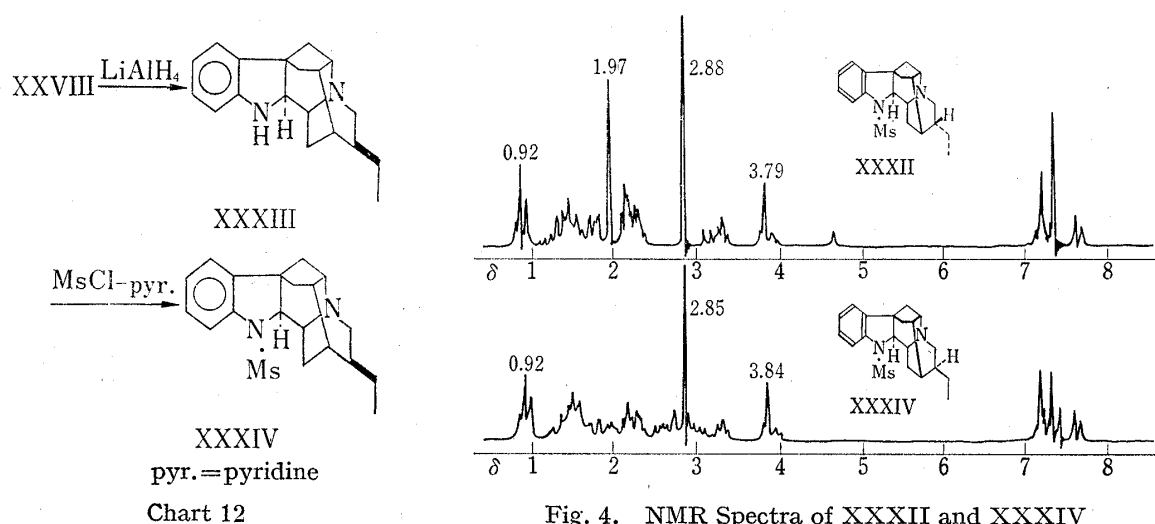 XXVIII LiAlH₄
N
N
H H
XXXIII
MsCl-pyr.
N
N
H
Ms
XXXIV
pyr.=pyridine
Chart 12
0.92
1.97
2.88
3.79
N
N
H
H
Ms
XXXII
δ 1 2 3 4 5 6 7 8
0.92
2.85
3.84
N
N
H
H
Ms
XXXIV
δ 1 2 3 4 5 6 7 8
Fig. 4. NMR Spectra of XXXII and XXXIV